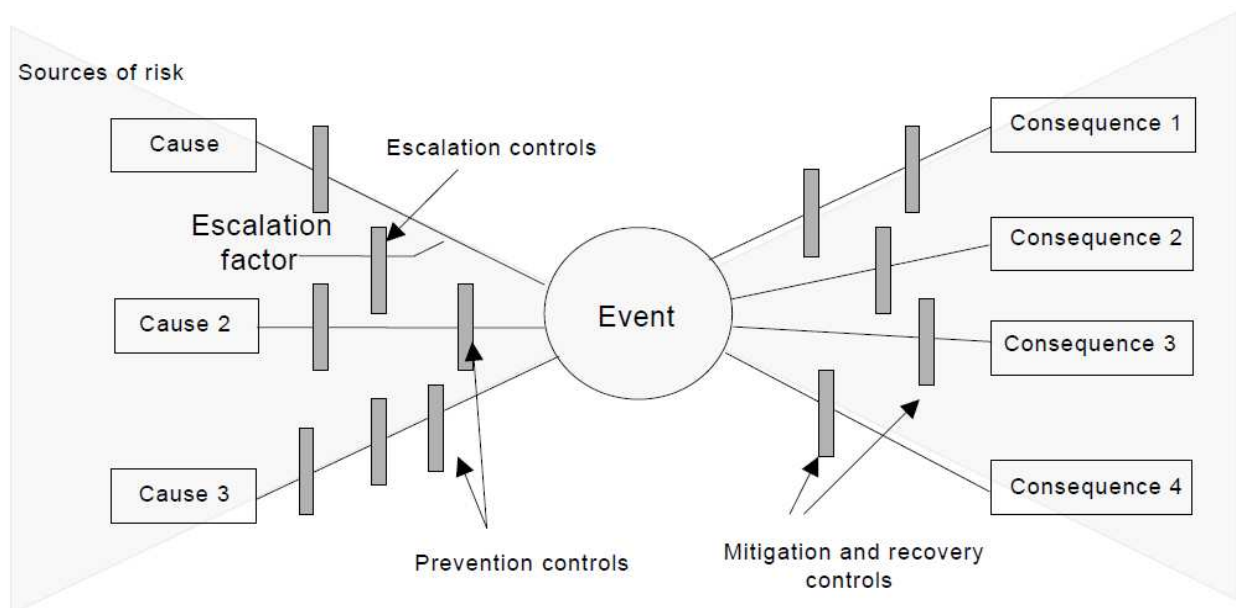 Sources of risk
Cause
Escalation controls
Escalation
factor
Cause 2
Cause 3
Prevention controls
Event
Consequence 1
Consequence 2
Consequence 3
Consequence 4
Mitigation and recovery
controls